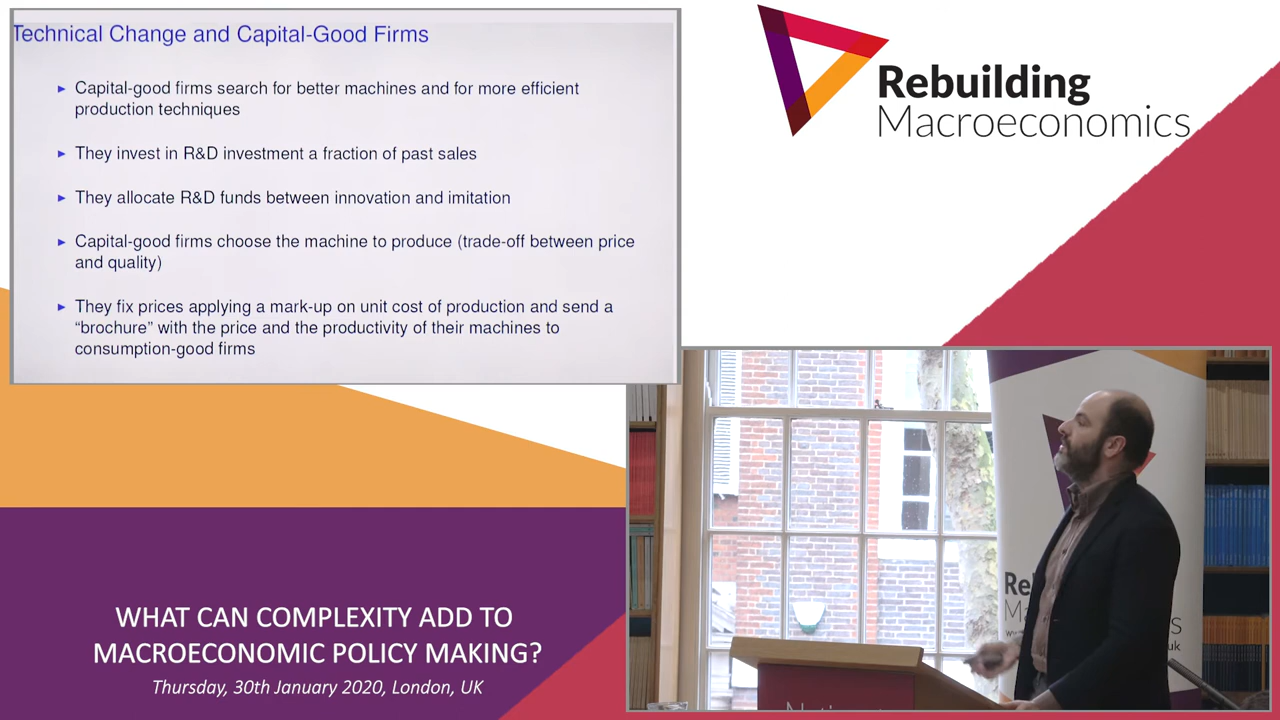 Technical Change and Capital-Good Firms
Capital-good firms search for better machines and for more efficient
production techniques
They invest in R&D investment a fraction of past sales
They allocate R&D funds between innovation and imitation
Capital-good firms choose the machine to produce (trade-off between price
and quality)
They fix prices applying a mark-up on unit cost of production and send a
“brochure” with the price and the productivity of their machines to
consumption-good firms
Rebuilding
Macroeconomics
WHAT CAN COMPLEXITY ADD TO
MACROECONOMIC POLICY MAKING?
Thursday, 30th January 2020, London, UK